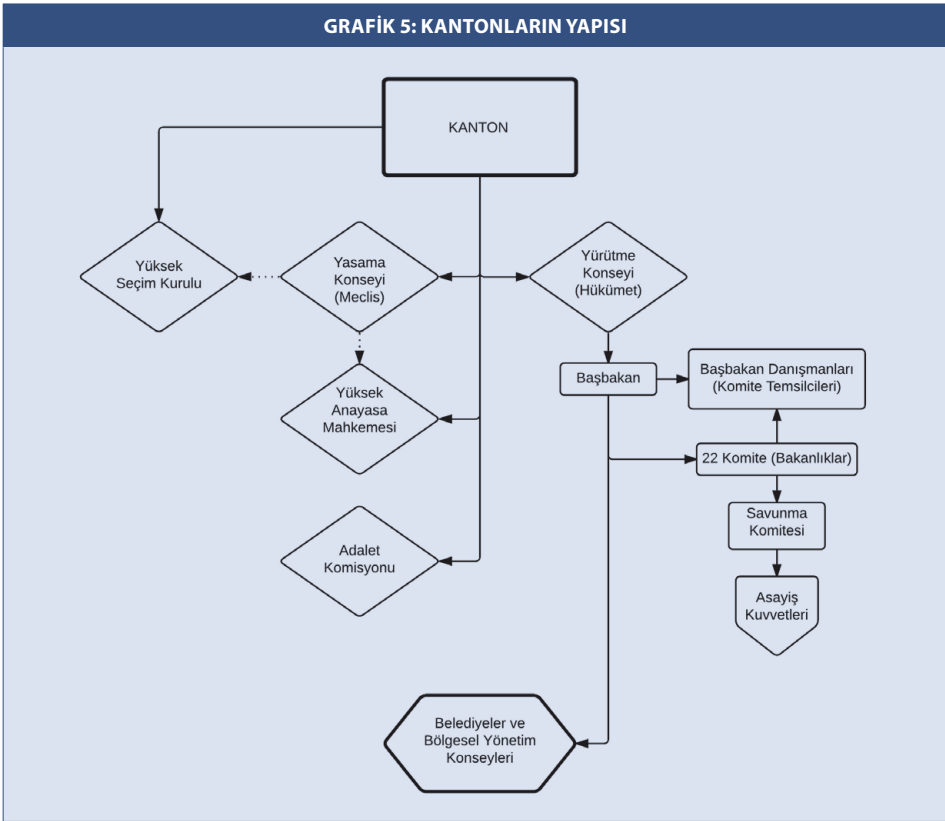 GRAFİK 5: KANTONLARIN YAPISI
KANTON
Yüksek
Seçim Kurulu
Yasama
Konseyi
(Meclis)
Yürütme
Konseyi
(Hükümet)
Yüksek
Anayasa
Mahkemesi
Başbakan
Başbakan Danışmanları
(Komite Temsilcileri)
22 Komite (Bakanlıklar)
Savunma
Komitesi
Adalet
Komisyonu
Asayiş
Kuvvetleri
Belediyeler ve
Bölgesel Yönetim
Konseyleri